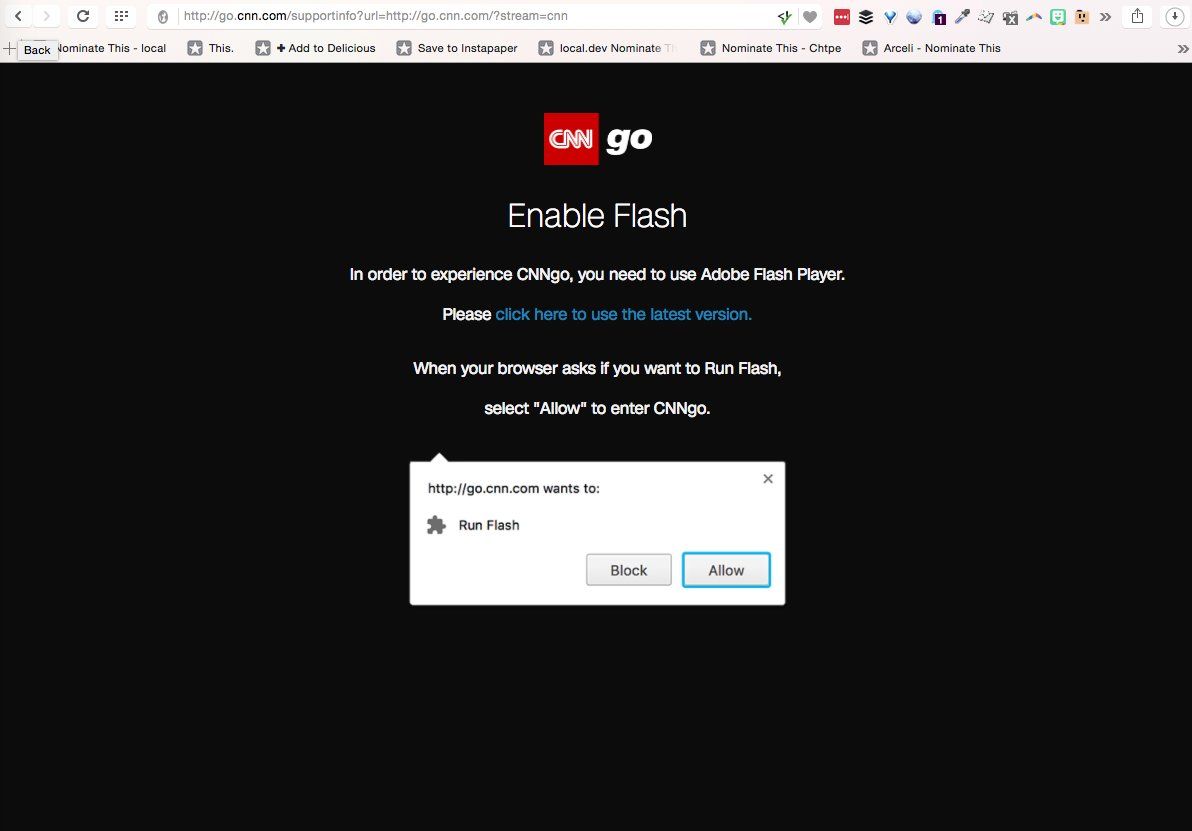 http://go.cnn.com/supportinfo?url=http://go.cnn.com/?stream=cnn
1
Back
Nominate This - local
This.
+ Add to Delicious
Save to Instapaper
local.dev Nominate T
Nominate This - Chtpe
Arceli - Nominate This
CNN go
Enable Flash
In order to experience CNNgo, you need to use Adobe Flash Player.
Please click here to use the latest version.
When your browser asks if you want to Run Flash,
select "Allow" to enter CNNgo.
http://go.cnn.com wants to:
Run Flash
Block
Allow